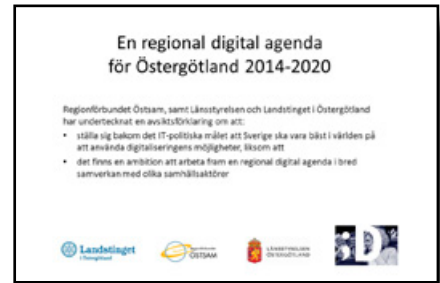 En regional digital agenda
för Östergötland 2014-2020
Regionförbundet Östsam, samt Länsstyrelsen och Landstinget i Östergötland
har undertecknat en avsiktsförklaring om att:
• ställa sig bakom det IT-politiska målet att Sverige ska vara bäst i världen på
att använda digitaliseringens möjligheter, liksom att
• det finns en ambition att arbeta fram en regional digital agenda i bred
samverkan med olika samhällsaktörer
Landstinget
i Östergötland
ÖSTSAM
LÄNSSTYRELSEN
ÖSTERGÖTLAND